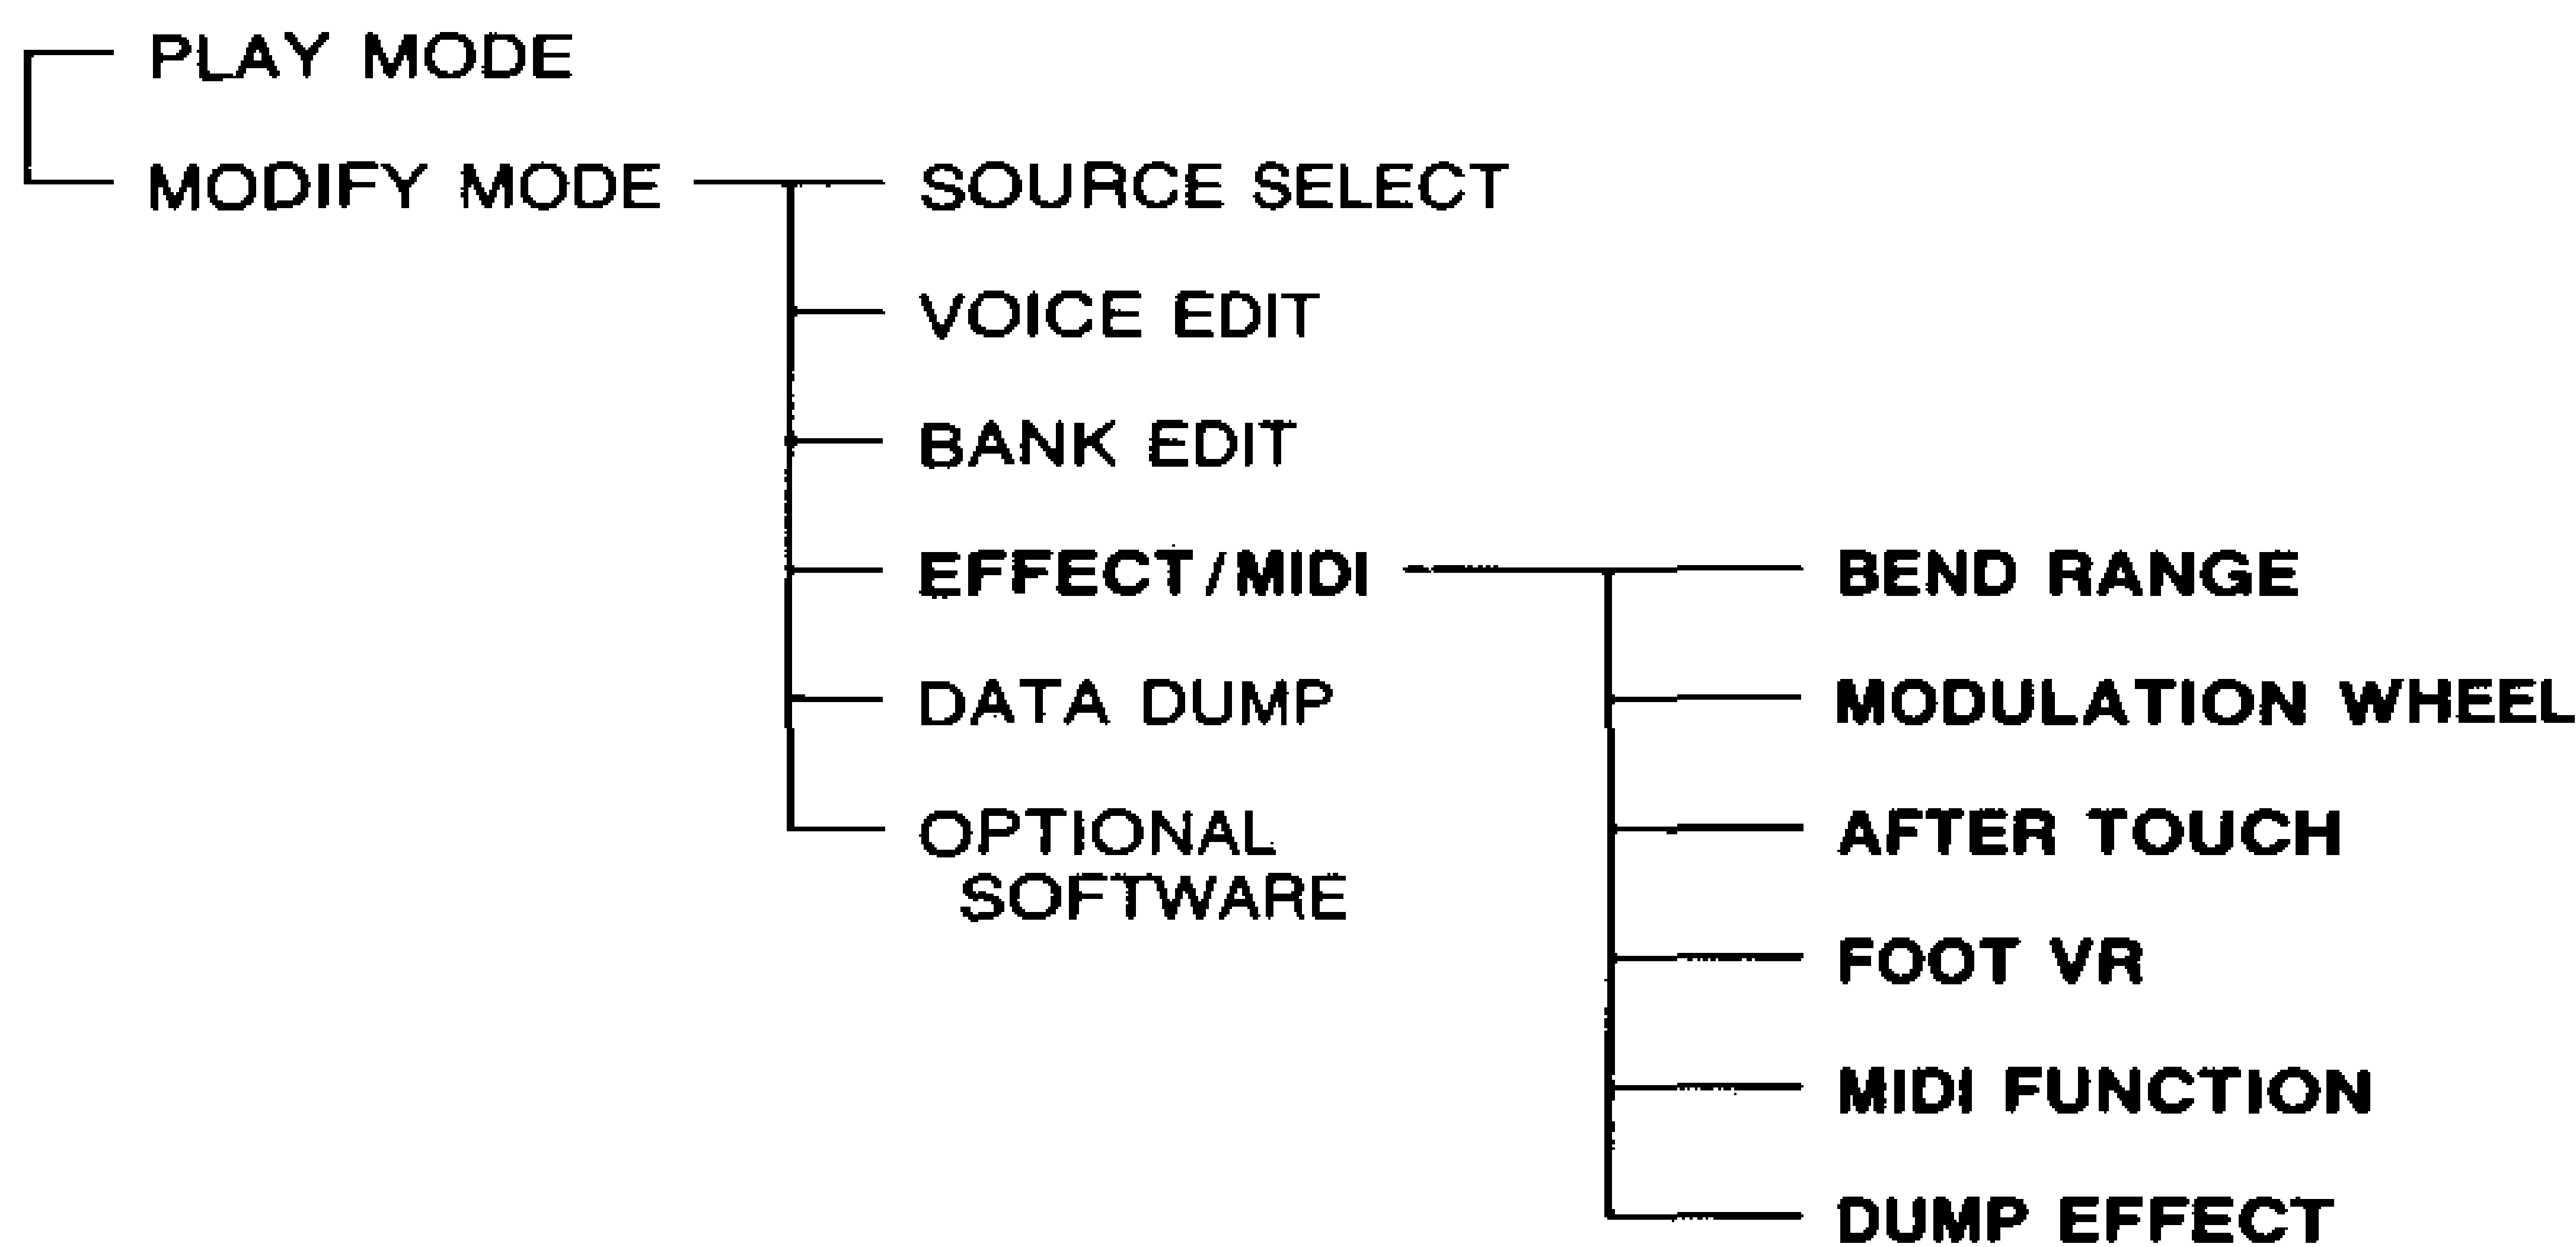 PLAY MODE
MODIFY MODE
SOURCE SELECT
VOICE EDIT
BANK EDIT
EFFECT/MIDI
DATA DUMP
OPTIONAL
SOFTWARE
BEND RANGE
MODULATION WHEEL
AFTER TOUCH
FOOT VR
MIDI FUNCTION
DUMP EFFECT